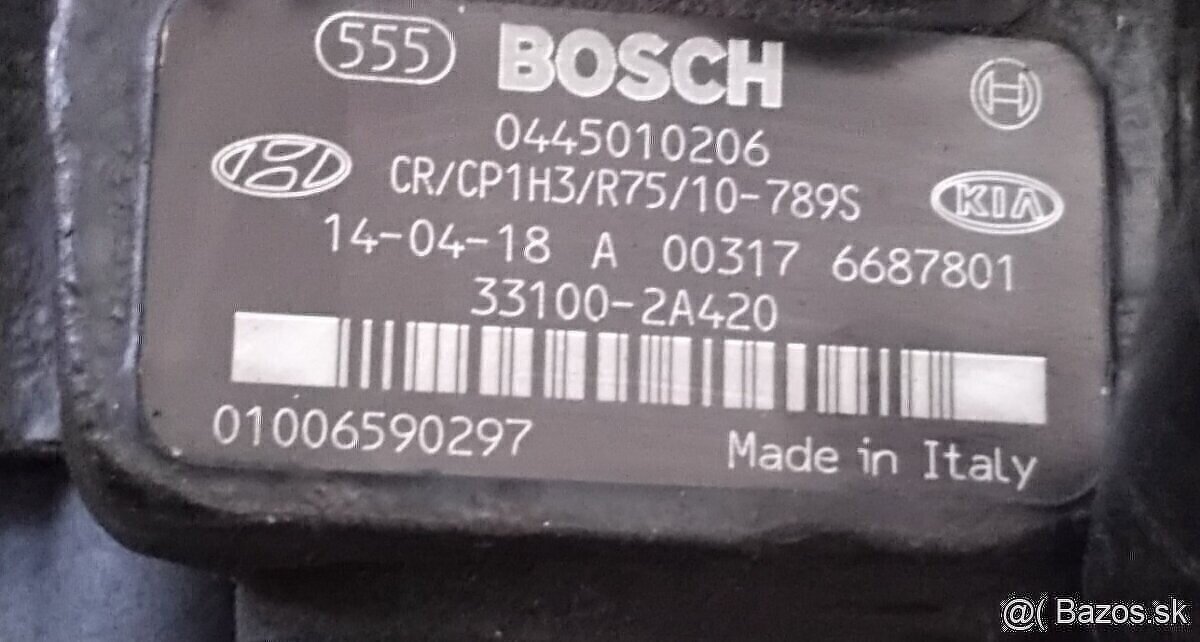 555 BOSCH
0445010206
CR/CP1H3/R75/10-789S KIA
14-04-18 A 00317 6687801
33100-2A420
01006590297 Made in Italy
@( Bazos.sk